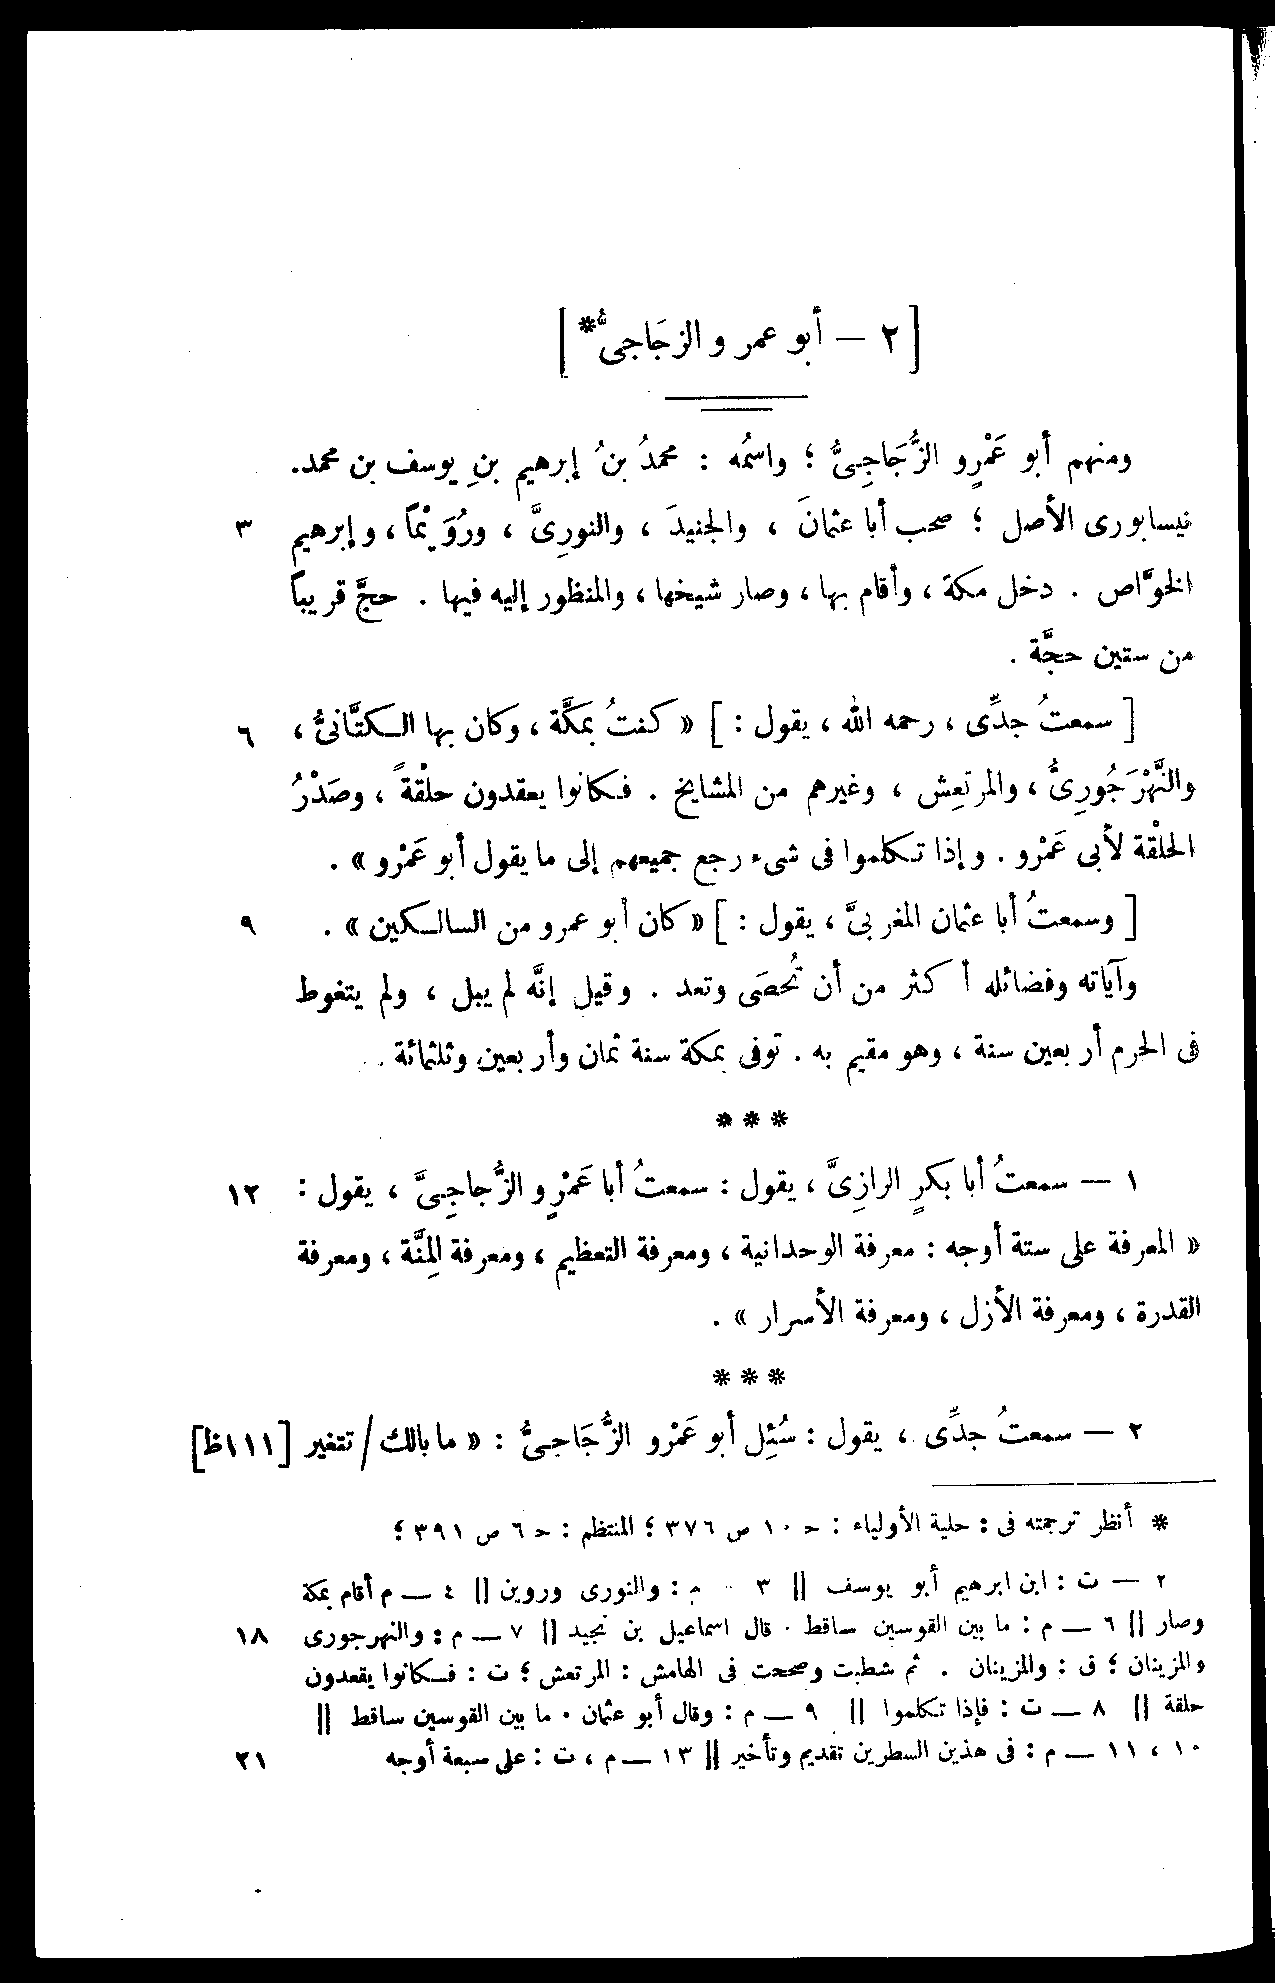 [ ٢ — أبو عمر و الزجَاجىُّ* ]
ومنهم أبو عَمْرٍو الزُّجَاجِىُّ ؛ واسمُه : محمدُ بنُ إبرهيم بنِ يوسف بن محمد.
نيسابورى الأصل ؛ صحب أبا عثمانَ ، والجنيدَ ، والنورِىَّ ، ورُوَيْماً ، وإبرهيم ٣
الخوَّاص . دخل مكة ، وأقام بها ، وصار شيخها ، والمنظور إليه فيها . حجَّ قريباً
من ستين حجَّة .
[ سمعتُ جدِّى ، رحمه الله ، يقول : ] « كنتُ بمكَّة ، وكان بها الكتَّانىُّ ، ٦
والنَّهْرَجُورِىُّ ، والمرتعِش ، وغيرهم من المشايخ . فكانوا يعقدون حلْقةً ، وصَدْرُ
الحلْقة لأبى عَمْرو . وإذا تكلموا فى شىء رجع جميعهم إلى ما يقول أبو عَمْرو » .
[ وسمعتُ أبا عثمان المغربىَّ ، يقول : ] « كان أبو عمرو من السالكين » . ٩
وآياته وفضائله أكثر من أن تُحصَى وتعد . وقيل إنَّه لم يبل ، ولم يتغوط
فى الحرم أربعين سنة ، وهو مقيم به . توفى بمكة سنة ثمان وأربعين وثلثمائة .
* * *
١ — سمعتُ أبا بكرٍ الرازِىَّ ، يقول : سمعتُ أبا عَمْرٍو الزُّجاجِىَّ ، يقول : ١٢
« المعرفة على ستة أوجه : معرفة الوحدانية ، ومعرفة التعظيم ، ومعرفة المِنَّة ، ومعرفة
القدرة ، ومعرفة الأزل ، ومعرفة الأسرار » .
* * *
٢ — سمعتُ جدِّى ، يقول : سُئِل أبو عَمْرو الزُّجَاجىُّ : « ما بالك / تتغير [١١١ظ]
* أنظر ترجمته فى : حلية الأولياء : حـ ١٠ ص ٣٧٦ ؛ المنتظم : حـ ٦ ص ٣٩١ ؛
٢ — ت : ابن ابرهيم أبو يوسف || ٣ — م : والنورى وروين || ٤ — م أقام بمكة
وصار || ٦ — م : ما بين القوسين ساقط . قال اسماعيل بن نجيد || ٧ — م : والنهرجورى ١٨
والمزينان ؛ ق : والمزينان . ثم شطبت وصححت فى الهامش : المرتعش ؛ ت : فكانوا يقعدون
حلقة || ٨ — ت : فإذا تكلموا || ٩ — م : وقال أبو عثمان . ما بين القوسين ساقط ||
١٠ ، ١١ — م : فى هذين السطرين تقديم وتأخير || ١٣ — م ، ت : على سبعة أوجه ٢١